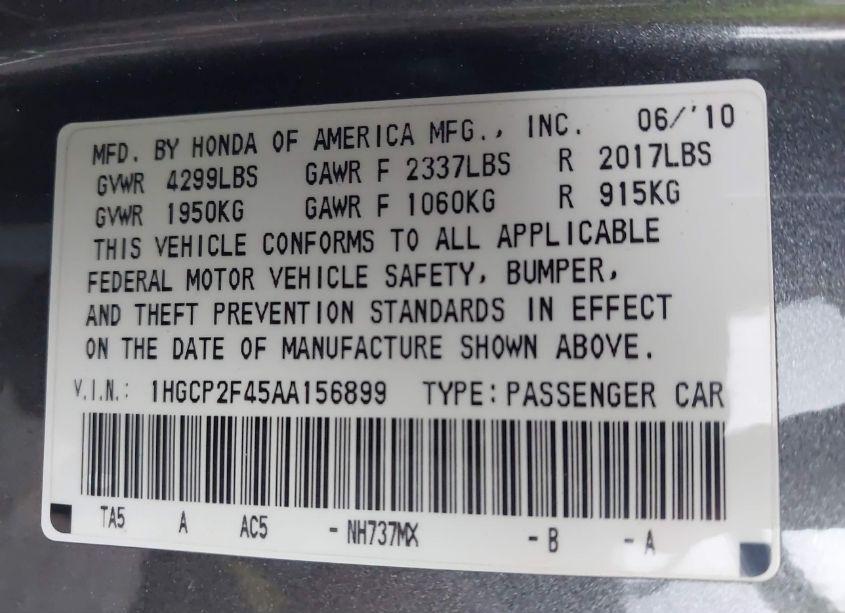 MFD. BY HONDA OF AMERICA MFG., INC. 06/'10
GVWR 4299LBS GAWR F 2337LBS R 2017LBS
GVWR 1950KG GAWR F 1060KG R 915KG
THIS VEHICLE CONFORMS TO ALL APPLICABLE
FEDERAL MOTOR VEHICLE SAFETY, BUMPER,
AND THEFT PREVENTION STANDARDS IN EFFECT
ON THE DATE OF MANUFACTURE SHOWN ABOVE.
V.I.N.: 1HGCP2F45AA156899 TYPE:PASSENGER CAR
TA5 A AC5 -NH737MX -B -A